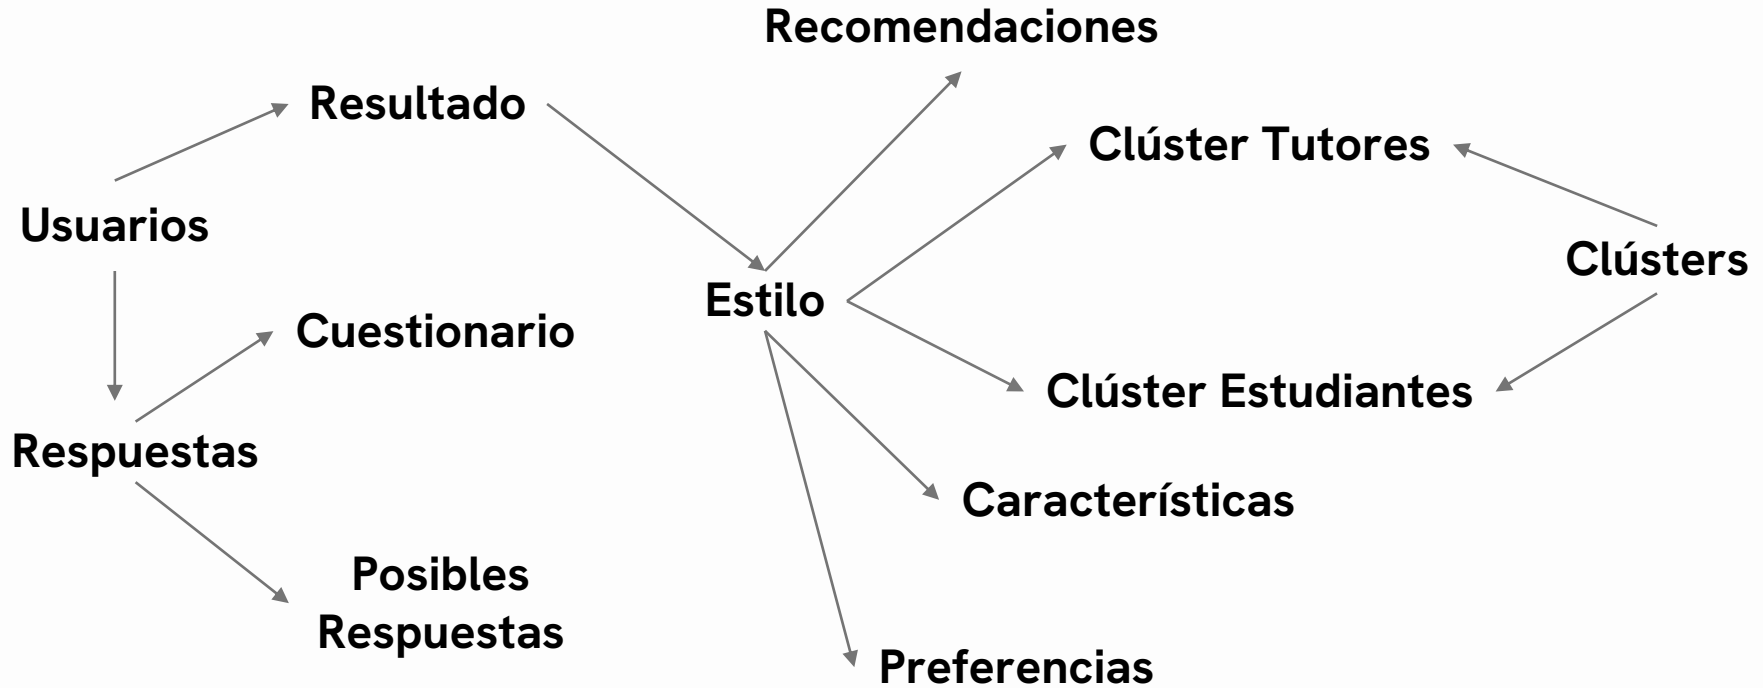 Recomendaciones
Resultado
Clúster Tutores
Usuarios
Clústers
Estilo
Cuestionario
Clúster Estudiantes
Respuestas
Características
Posibles
Respuestas
Preferencias